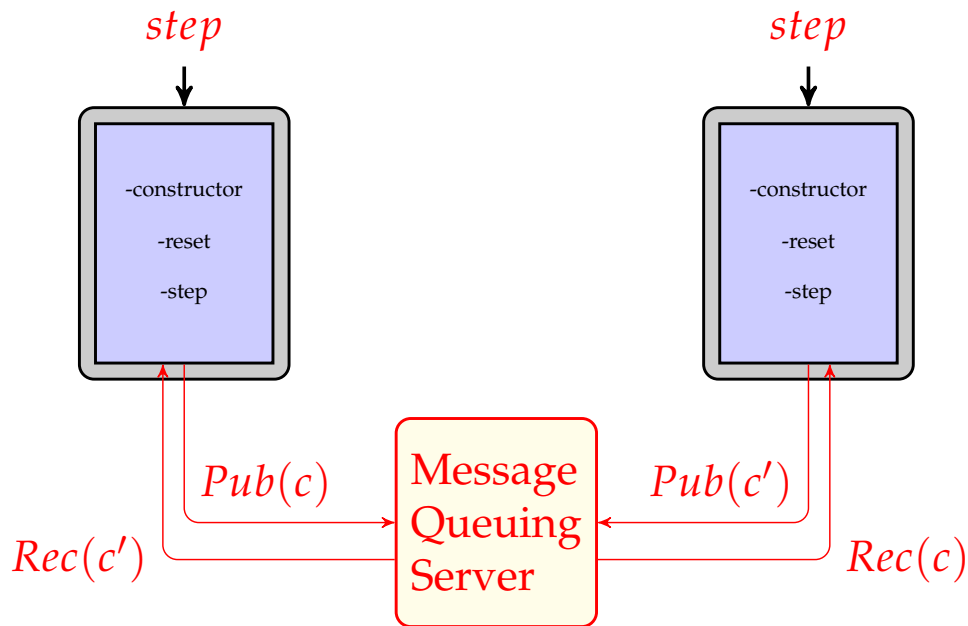 step
step
-constructor
-reset
-step
-constructor
-reset
-step
Pub(c)
Rec(c′)
Message
Queuing
Server
Pub(c′)
Rec(c)